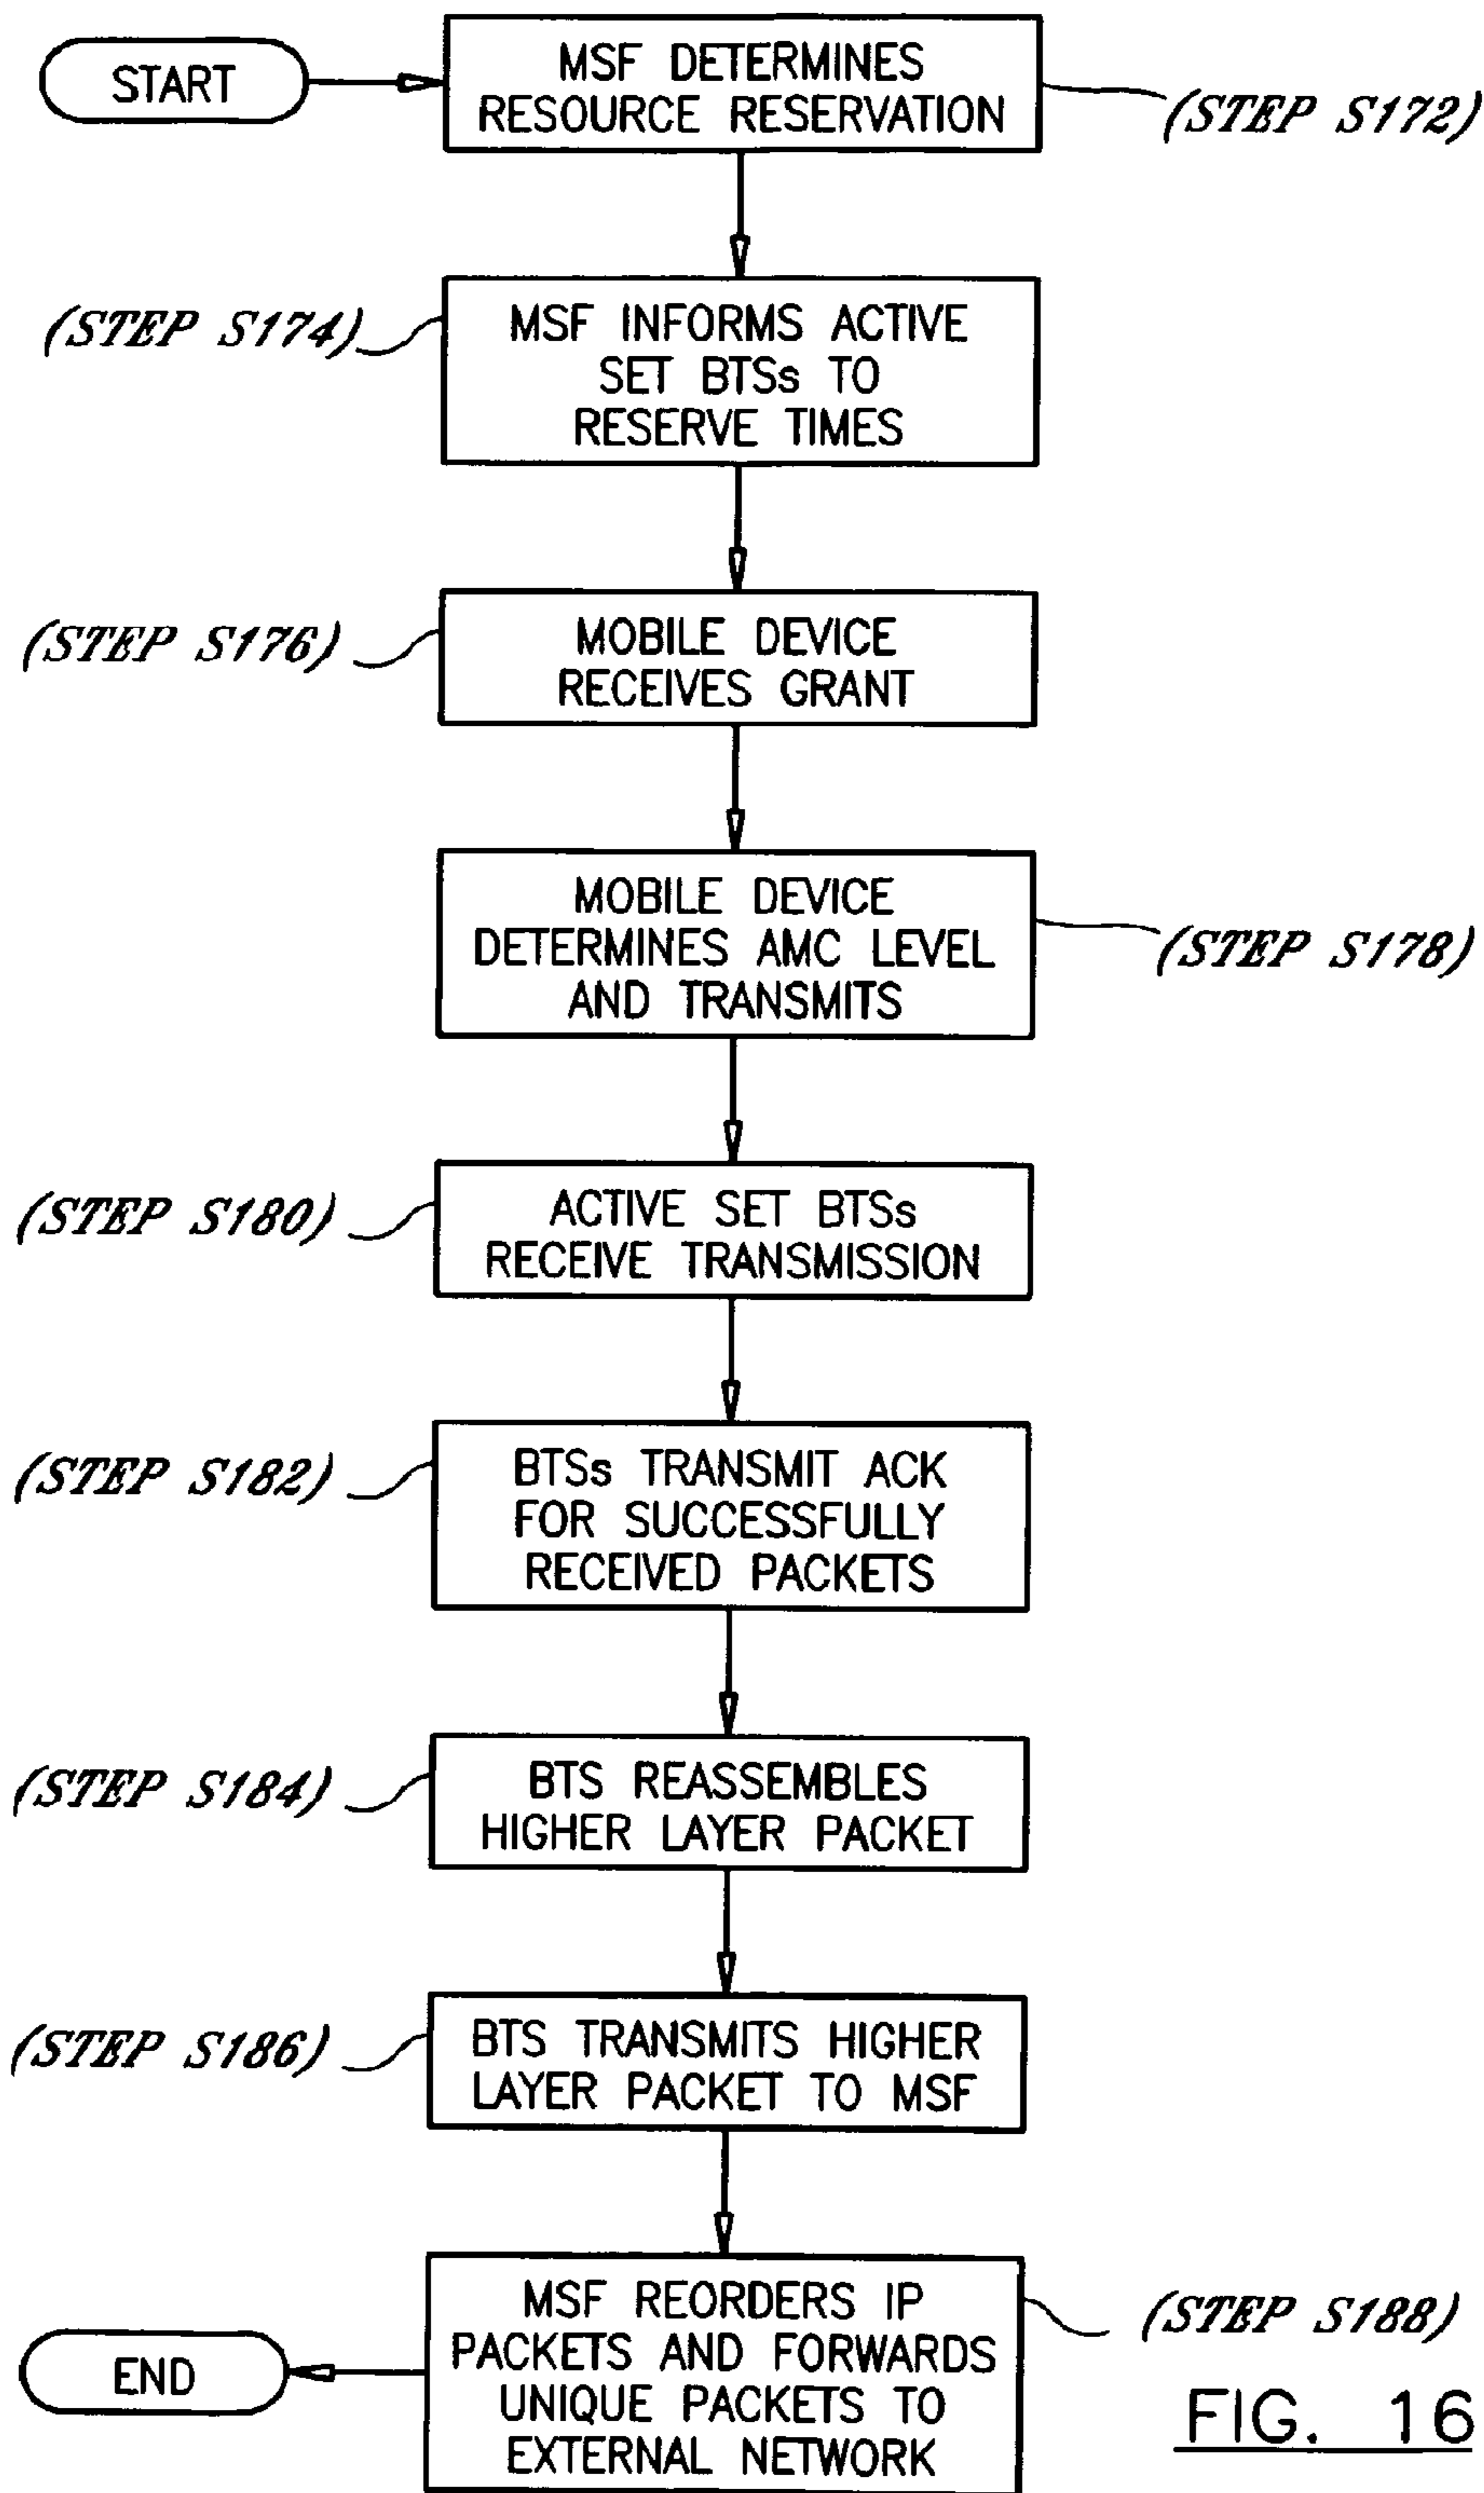 START
MSF DETERMINES
RESOURCE RESERVATION
(STEP S172)
(STEP S174)
MSF INFORMS ACTIVE
SET BTSs TO
RESERVE TIMES
(STEP S176)
MOBILE DEVICE
RECEIVES GRANT
MOBILE DEVICE
DETERMINES AMC LEVEL
AND TRANSMITS
(STEP S178)
(STEP S180)
ACTIVE SET BTSs
RECEIVE TRANSMISSION
(STEP S182)
BTSs TRANSMIT ACK
FOR SUCCESSFULLY
RECEIVED PACKETS
(STEP S184)
BTS REASSEMBLES
HIGHER LAYER PACKET
(STEP S186)
BTS TRANSMITS HIGHER
LAYER PACKET TO MSF
MSF REORDERS IP
PACKETS AND FORWARDS
UNIQUE PACKETS TO
EXTERNAL NETWORK
(STEP S188)
END
FIG. 16